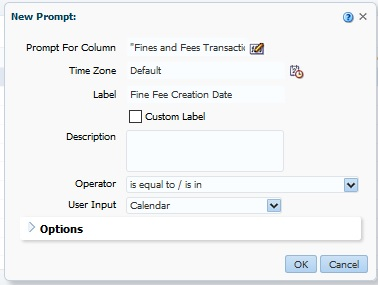 New Prompt:
Prompt For Column "Fines and Fees Transacti
Time Zone Default
Label Fine Fee Creation Date
Custom Label
Description
Operator is equal to / is in
User Input Calendar
Options
OK Cancel